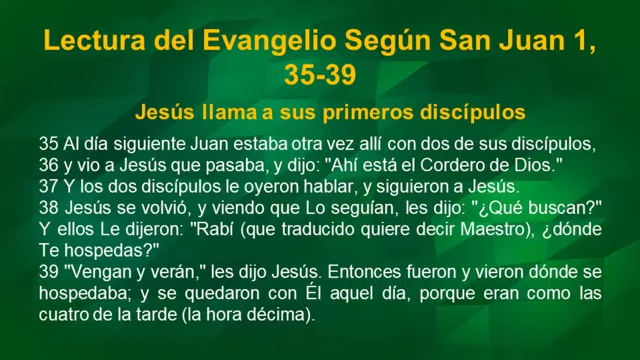 Lectura del Evangelio Según San Juan 1,
35-39
Jesús llama a sus primeros discípulos
35 Al día siguiente Juan estaba otra vez allí con dos de sus discípulos,
36 y vio a Jesús que pasaba, y dijo: "Ahí está el Cordero de Dios."
37 Y los dos discípulos le oyeron hablar, y siguieron a Jesús.
38 Jesús se volvió, y viendo que Lo seguían, les dijo: "¿Qué buscan?"
Y ellos Le dijeron: "Rabí (que traducido quiere decir Maestro), ¿dónde
Te hospedas?"
39 "Vengan y verán," les dijo Jesús. Entonces fueron y vieron dónde se
hospedaba; y se quedaron con Él aquel día, porque eran como las
cuatro de la tarde (la hora décima).